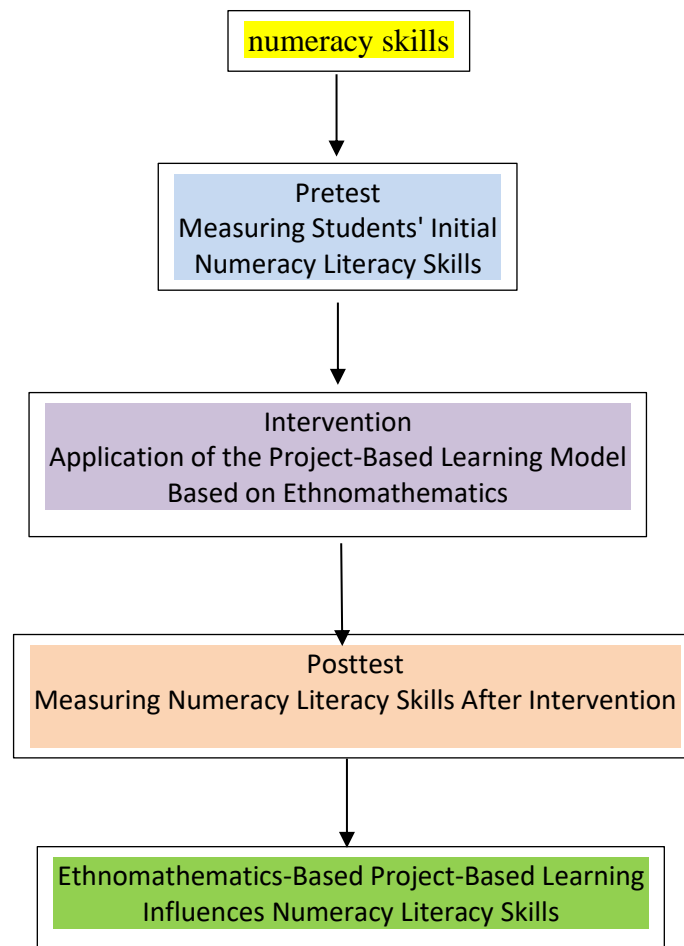 numeracy skills
Pretest
Measuring Students' Initial
Numeracy Literacy Skills
Intervention
Application of the Project-Based Learning Model
Based on Ethnomathematics
Posttest
Measuring Numeracy Literacy Skills After Intervention
Ethnomathematics-Based Project-Based Learning
Influences Numeracy Literacy Skills